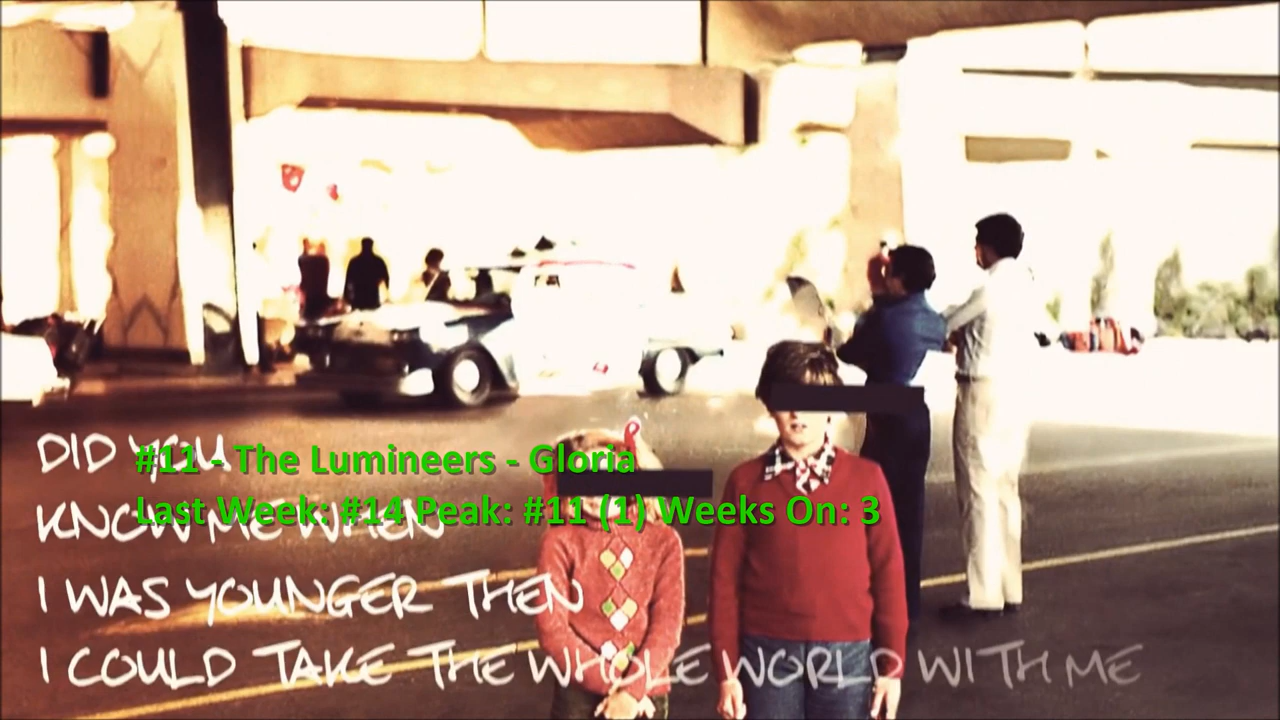 DID YOU
#11 - The Lumineers - Gloria
Last Week: #14 Peak: #11 (1) Weeks On: 3
KNOW ME WHEN
I WAS YOUNGER THEN
I COULD TAKE THE WHOLE WORLD WITH ME